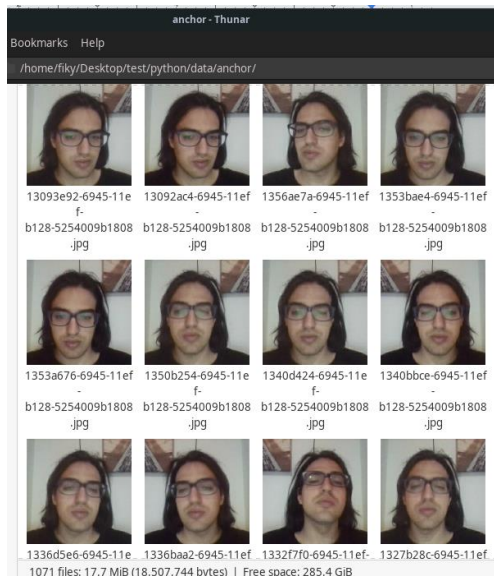 anchor - Thunar
Bookmarks Help
/home/fiky/Desktop/test/python/data/anchor/
13093e92-6945-11e 13092ac4-6945-11ef 1356ae7a-6945-11ef 1353bae4-6945-11ef
f- - - -
b128-5254009b1808 b128-5254009b1808 b128-5254009b1808 b128-5254009b1808
.jpg .jpg .jpg .jpg
1353a676-6945-11ef 1350b254-6945-11e 1340d424-6945-11e 1340bbce-6945-11ef
- f- f- -
b128-5254009b1808 b128-5254009b1808 b128-5254009b1808 b128-5254009b1808
.jpg .jpg .jpg .jpg
1336d5e6-6945-11e 1336baa2-6945-11ef 1332f7f0-6945-11ef- 1327b28c-6945-11ef
1071 files: 17.7 MiB (18,507,744 bytes) | Free space: 285.4 GiB